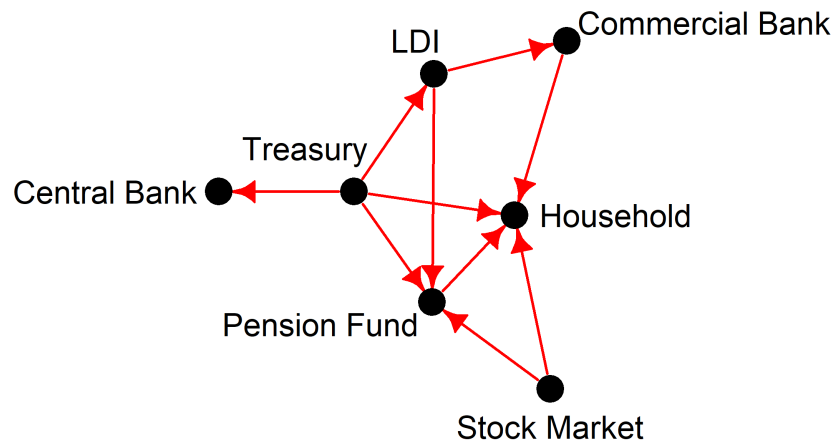 Commercial Bank
LDI
Treasury
Central Bank
Household
Pension Fund
Stock Market